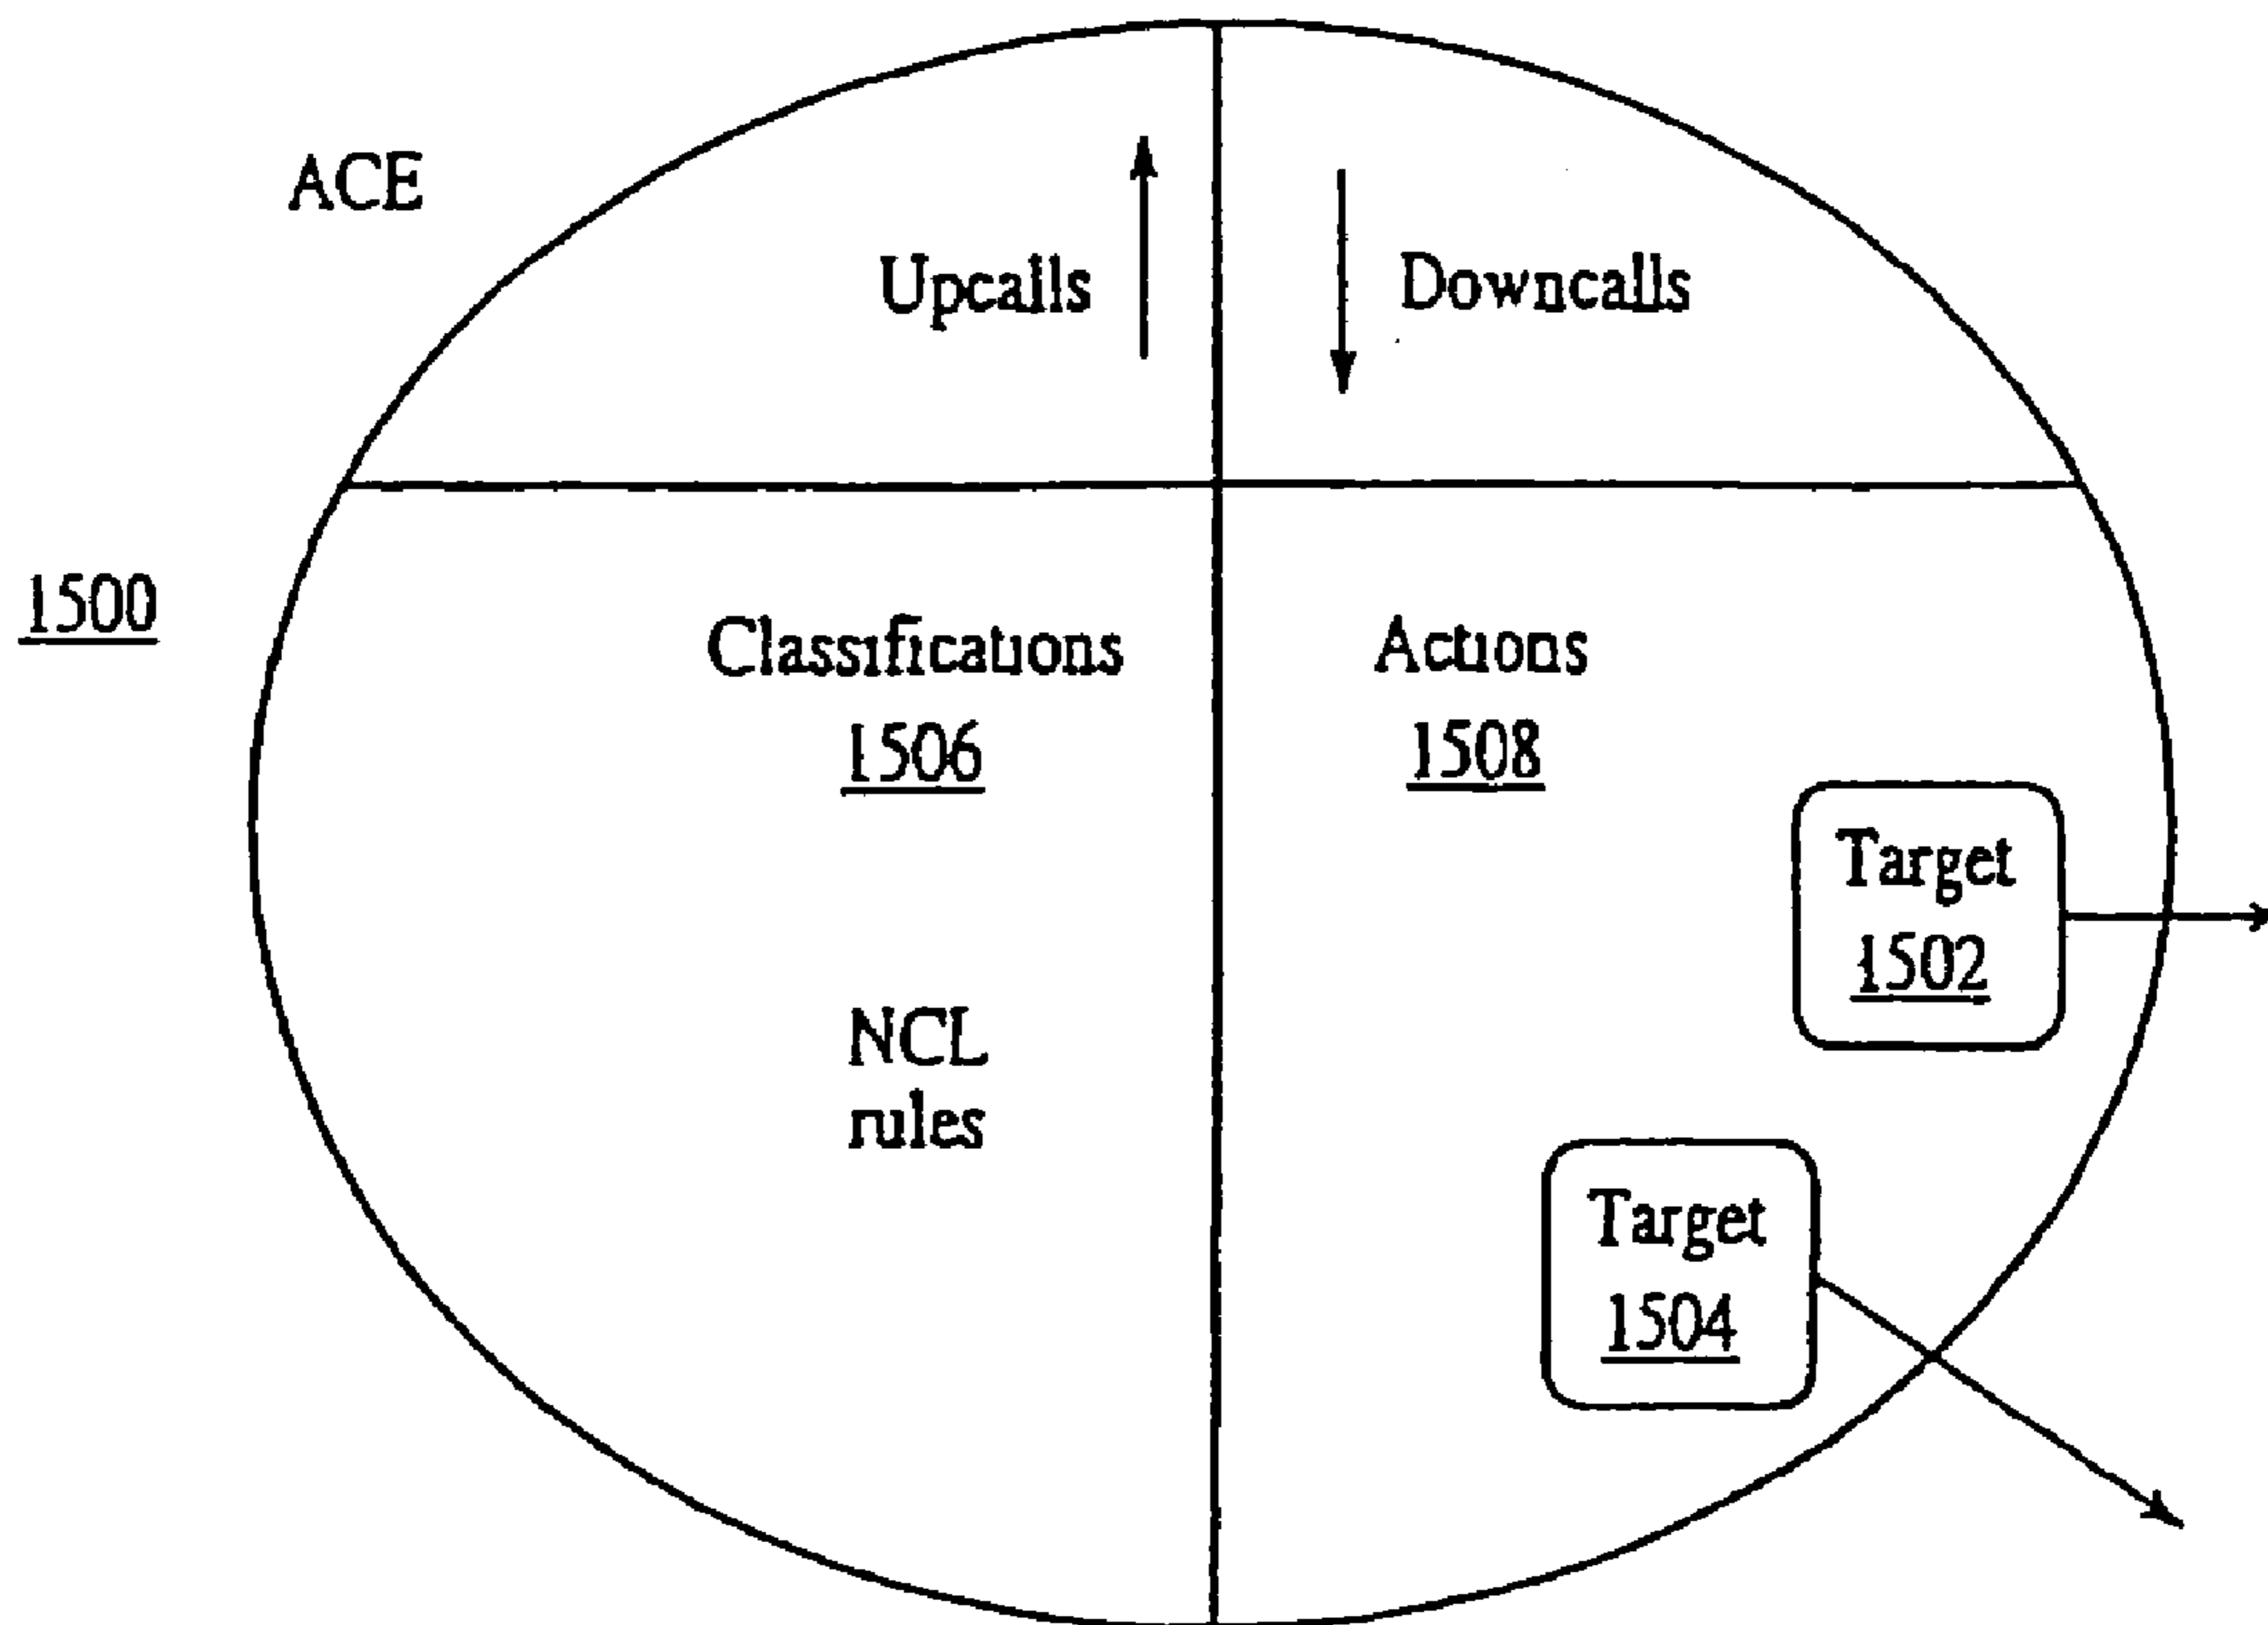 ACE
Upcalls
Downcalls
1500
Classifications
1506
Actions
1508
Target
1502
NCL
rules
Target
1504